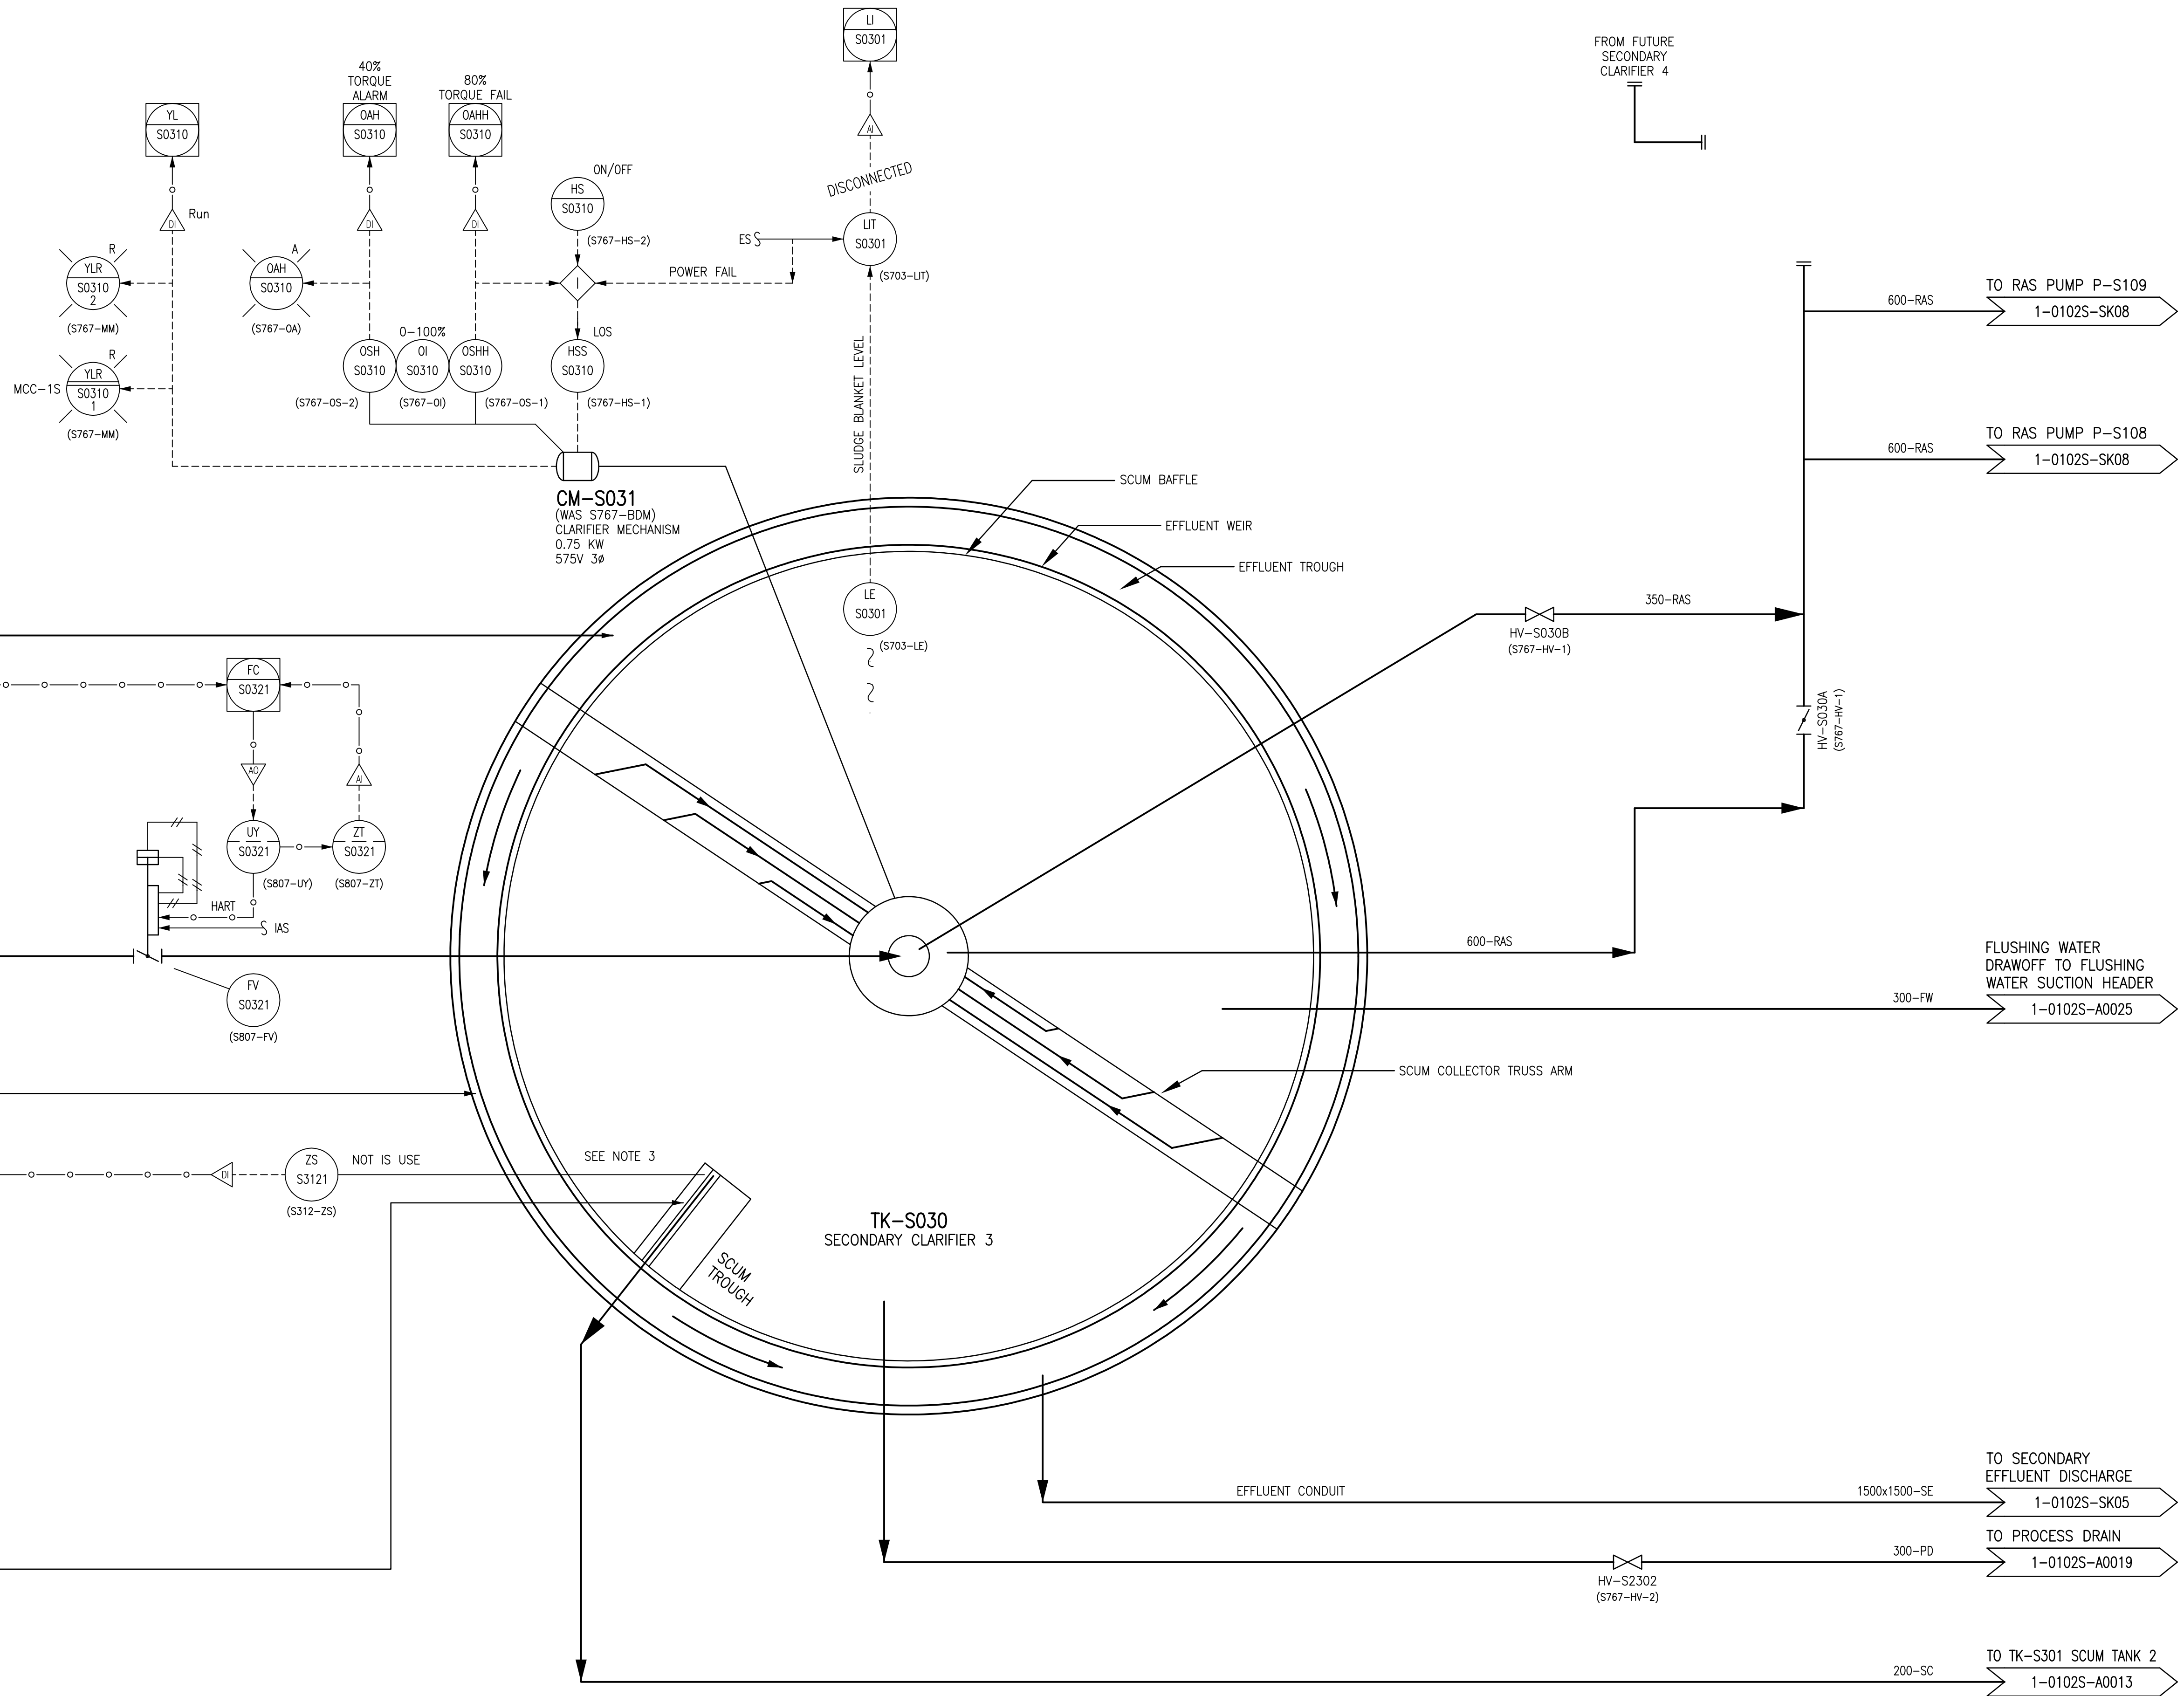 LI
S0301
FROM FUTURE
SECONDARY
CLARIFIER 4
40%
TORQUE
ALARM
80%
TORQUE FAIL
YL
S0310
OAH
S0310
OAHH
S0310
AI
DISCONNECTED
ON/OFF
HS
S0310
(S767-HS-2)
DI
Run
DI
DI
LIT
S0301
(S703-LIT)
ES
POWER FAIL
I
R
YLR
S0310
2
(S767-MM)
A
OAH
S0310
(S767-OA)
TO RAS PUMP P-S109
600-RAS
1-0102S-SK08
0-100%
LOS
OSH
S0310
OI
S0310
OSHH
S0310
HSS
S0310
(S767-OS-2)
(S767-OI)
(S767-OS-1)
(S767-HS-1)
R
MCC-1S
YLR
S0310
1
(S767-MM)
SLUDGE BLANKET LEVEL
TO RAS PUMP P-S108
600-RAS
1-0102S-SK08
CM-S031
(WAS S767-BDM)
CLARIFIER MECHANISM
0.75 KW
575V 3ø
SCUM BAFFLE
EFFLUENT WEIR
EFFLUENT TROUGH
LE
S0301
(S703-LE)
350-RAS
HV-S030B
(S767-HV-1)
HV-S030A
(S767-HV-1)
FC
S0321
AO
AI
UY
S0321
ZT
S0321
(S807-UY)
(S807-ZT)
HART
IAS
FV
S0321
(S807-FV)
600-RAS
FLUSHING WATER
DRAWOFF TO FLUSHING
WATER SUCTION HEADER
300-FW
1-0102S-A0025
SCUM COLLECTOR TRUSS ARM
DI
ZS
S3121
(S312-ZS)
NOT IS USE
SEE NOTE 3
TK-S030
SECONDARY CLARIFIER 3
SCUM
TROUGH
TO SECONDARY
EFFLUENT DISCHARGE
EFFLUENT CONDUIT
1500x1500-SE
1-0102S-SK05
TO PROCESS DRAIN
300-PD
1-0102S-A0019
HV-S2302
(S767-HV-2)
TO TK-S301 SCUM TANK 2
200-SC
1-0102S-A0013